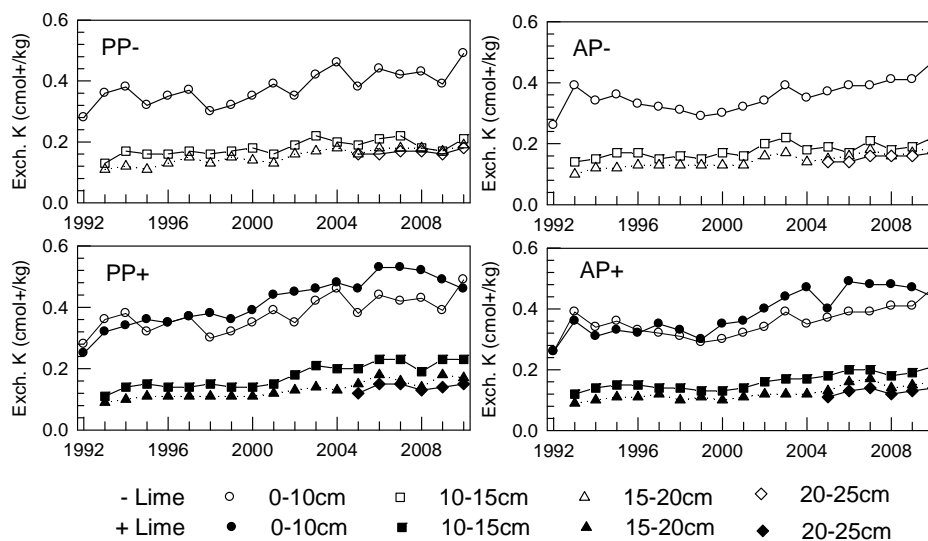 PP-
Exch. K (cmol+/kg)
0.6
0.4
0.2
0.0
1992 1996 2000 2004 2008
AP-
Exch. K (cmol+/kg)
0.6
0.4
0.2
0.0
1992 1996 2000 2004 2008
PP+
Exch. K (cmol+/kg)
0.6
0.4
0.2
0.0
1992 1996 2000 2004 2008
AP+
Exch. K (cmol+/kg)
0.6
0.4
0.2
0.0
1992 1996 2000 2004 2008
- Lime 0-10cm 10-15cm 15-20cm 20-25cm
+ Lime 0-10cm 10-15cm 15-20cm 20-25cm